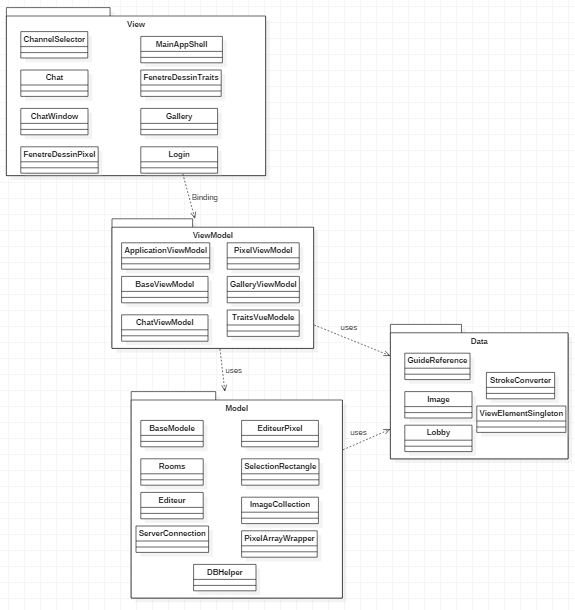 View
ChannelSelector
MainAppShell
Chat
FenetreDessinTraits
ChatWindow
Gallery
FenetreDessinPixel
Login
Binding
ViewModel
ApplicationViewModel
PixelViewModel
BaseViewModel
GalleryViewModel
ChatViewModel
TraitsVueModele
uses
uses
Data
GuideReference
StrokeConverter
Image
ViewElementSingleton
Lobby
Model
BaseModele
EditeurPixel
uses
Rooms
SelectionRectangle
Editeur
ImageCollection
ServerConnection
PixelArrayWrapper
DBHelper